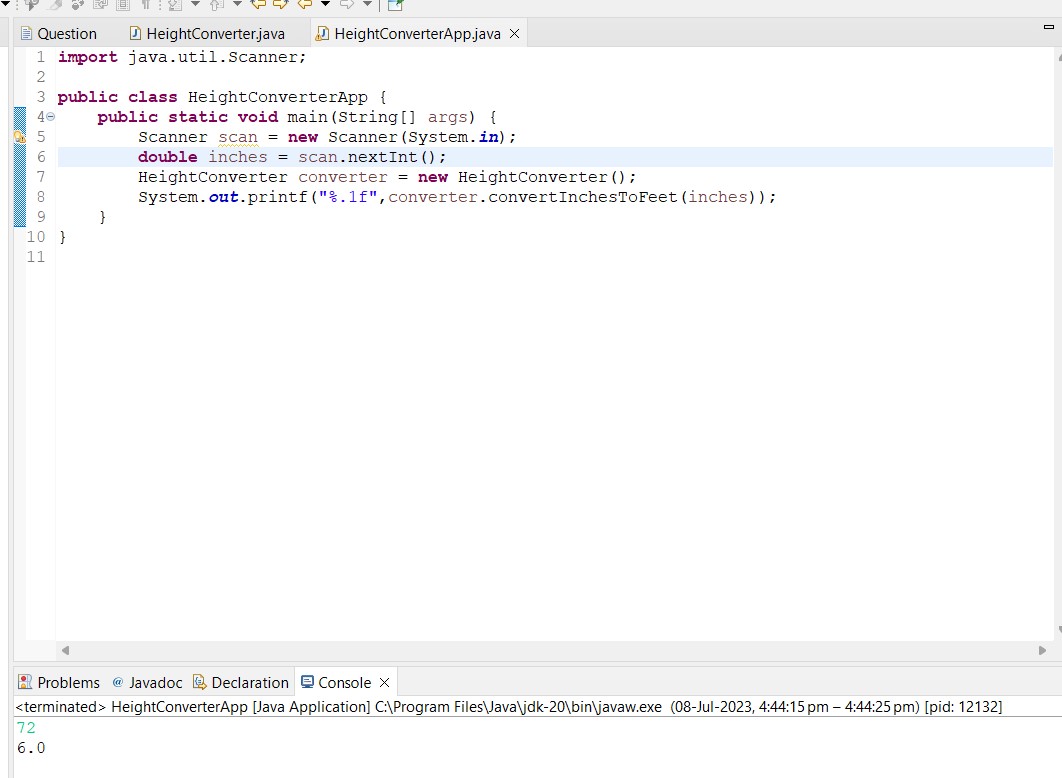 Question HeightConverter.java HeightConverterApp.java
1 import java.util.Scanner;
2
3 public class HeightConverterApp {
4 public static void main(String[] args) {
5 Scanner scan = new Scanner(System.in);
6 double inches = scan.nextInt();
7 HeightConverter converter = new HeightConverter();
8 System.out.printf("%.1f",converter.convertInchesToFeet(inches));
9 }
10 }
11
Problems @ Javadoc Declaration Console
<terminated> HeightConverterApp [Java Application] C:\Program Files\Java\jdk-20\bin\javaw.exe (08-Jul-2023, 4:44:15 pm – 4:44:25 pm) [pid: 12132]
72
6.0